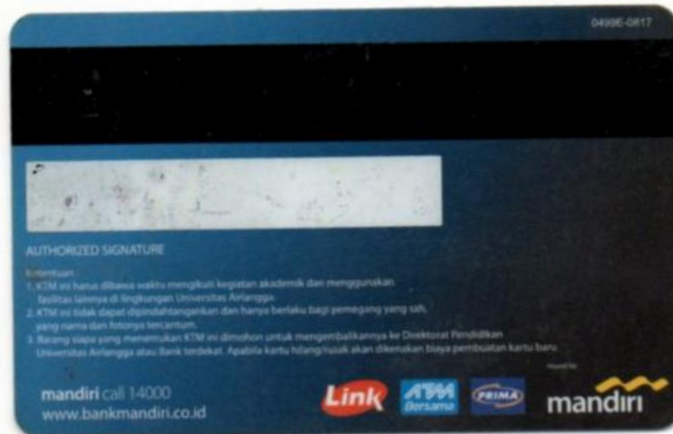 0499E-0817
AUTHORIZED SIGNATURE
Ketentuan :
1. KTM ini harus dibawa waktu mengikuti kegiatan akademik dan menggunakan
fasilitas lainnya di lingkungan Universitas Airlangga.
2. KTM ini tidak dapat dipindahtangankan dan hanya berlaku bagi pemegang yang sah,
yang nama dan fotonya tercantum.
3. Barang siapa yang menemukan KTM ini dimohon untuk mengembalikannya ke Direktorat Pendidikan
Universitas Airlangga atau Bank terdekat. Apabila kartu hilang/rusak akan dikenakan biaya pembuatan kartu baru
mandiri call 14000
www.bankmandiri.co.id
Link
ATM
Bersama
PRIMA
mandiri